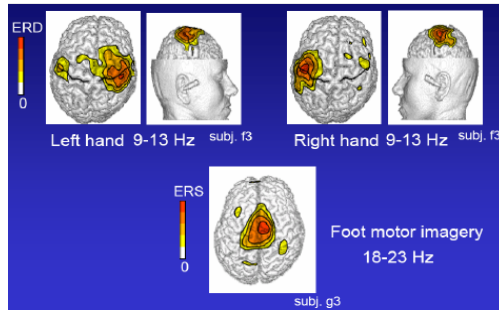 ERD
0
Left hand 9-13 Hz subj. f3
Right hand 9-13 Hz subj. f3
ERS
0
Foot motor imagery
18-23 Hz
subj. g3